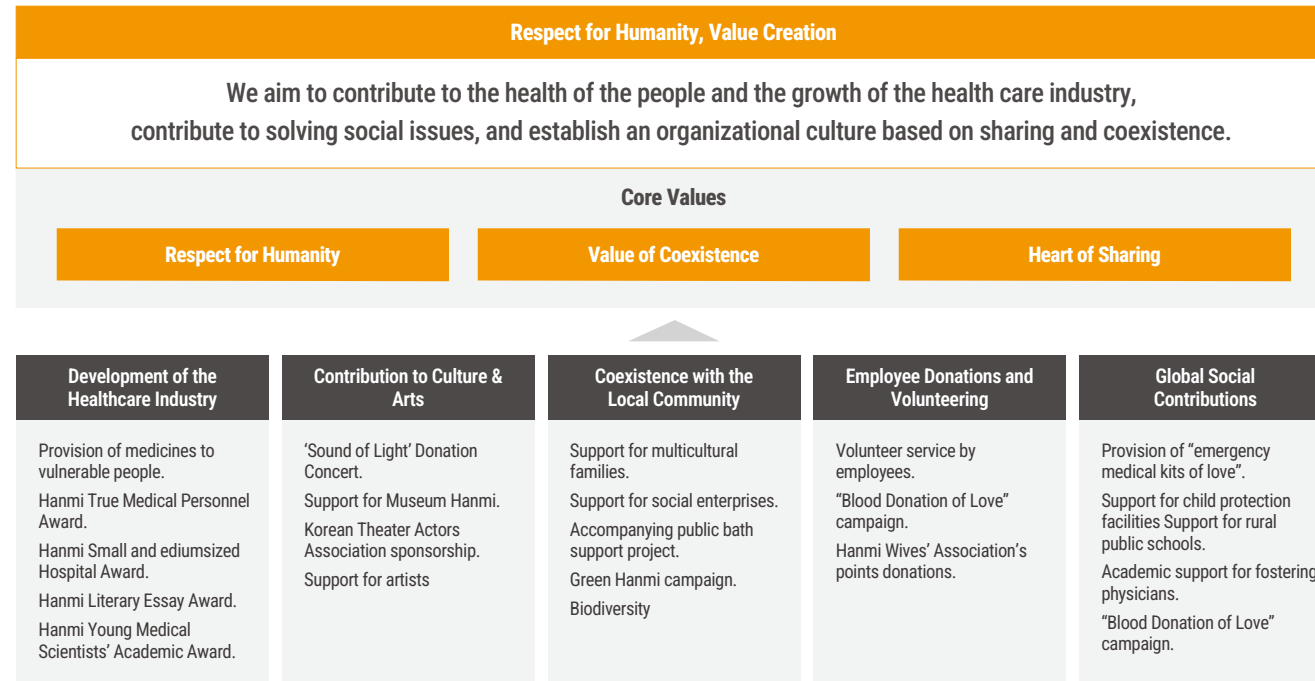 Respect for Humanity, Value Creation
We aim to contribute to the health of the people and the growth of the health care industry,
contribute to solving social issues, and establish an organizational culture based on sharing and coexistence.
Core Values
Respect for Humanity
Value of Coexistence
Heart of Sharing
Development of the
Healthcare Industry
Provision of medicines to
vulnerable people.
Hanmi True Medical Personnel
Award.
Hanmi Small and ediumsized
Hospital Award.
Hanmi Literary Essay Award.
Hanmi Young Medical
Scientists’ Academic Award.
Contribution to Culture &
Arts
‘Sound of Light’ Donation
Concert.
Support for Museum Hanmi.
Korean Theater Actors
Association sponsorship.
Support for artists
Coexistence with the
Local Community
Support for multicultural
families.
Support for social enterprises.
Accompanying public bath
support project.
Green Hanmi campaign.
Biodiversity
Employee Donations and
Volunteering
Volunteer service by
employees.
“Blood Donation of Love”
campaign.
Hanmi Wives’ Association’s
points donations.
Global Social
Contributions
Provision of “emergency
medical kits of love”.
Support for child protection
facilities Support for rural
public schools.
Academic support for fostering
physicians.
“Blood Donation of Love”
campaign.